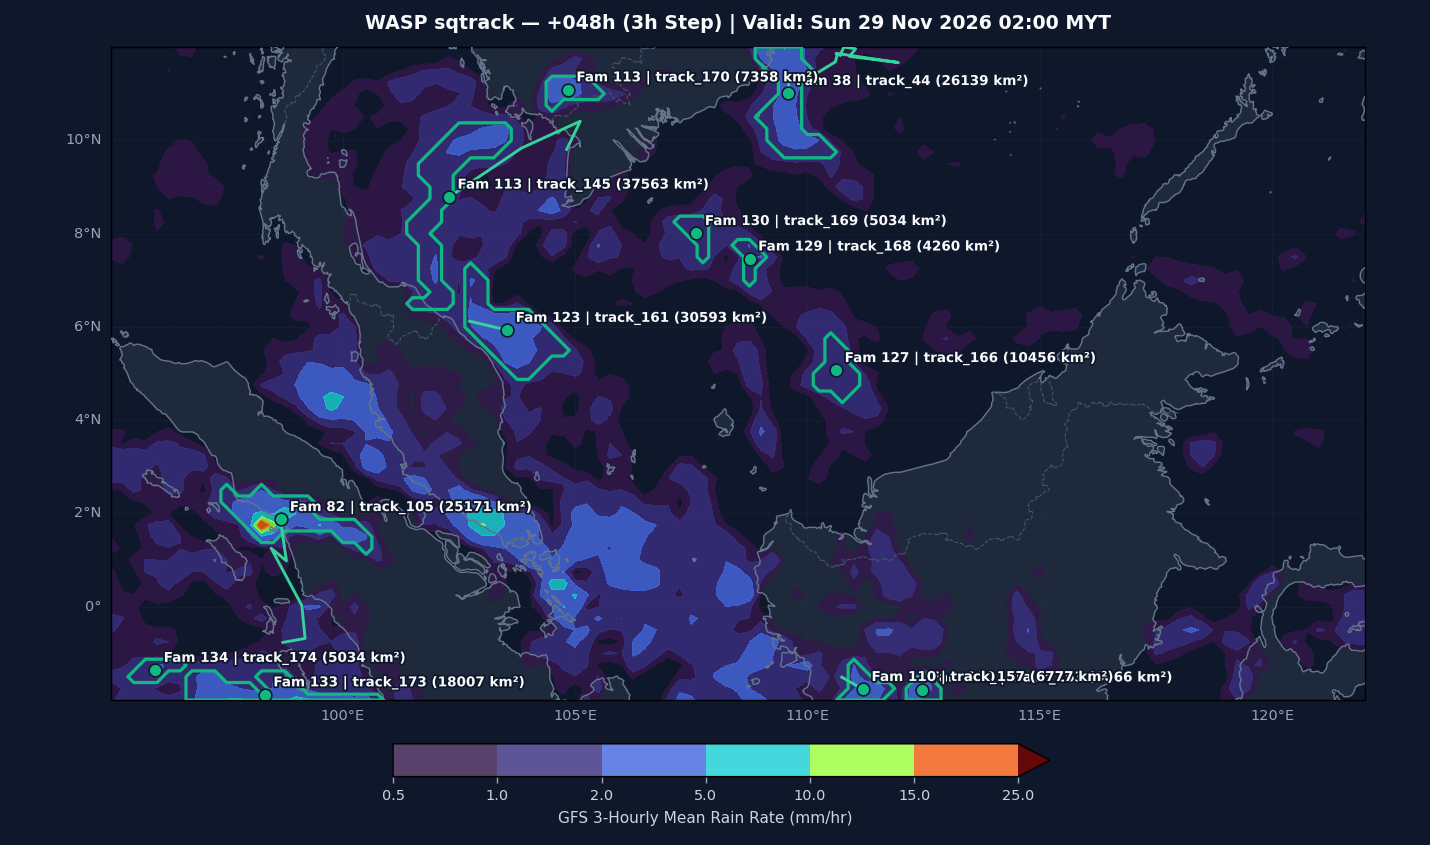 WASP sqtrack — +048h (3h Step) | Valid: Sun 29 Nov 2026 02:00 MYT
Fam 113 | track_170 (7358 km²)
38 | track_44 (26139 km²)
10°N
Fam 113 | track_145 (37563 km²)
Fam 130 | track_169 (5034 km²)
8°N
Fam 129 | track_168 (4260 km²)
6°N
Fam 123 | track_161 (30593 km²)
Fam 127 | track_166 (10456 km²)
4°N
2°N
Fam 82 | track_105 (25171 km²)
0°
Fam 134 | track_174 (5034 km²)
Fam 133 | track_173 (18007 km²)
Fam 110 | track_157 (6777 km²)
100°E 105°E 110°E 115°E 120°E
0.5 1.0 2.0 5.0 10.0 15.0 25.0
GFS 3-Hourly Mean Rain Rate (mm/hr)